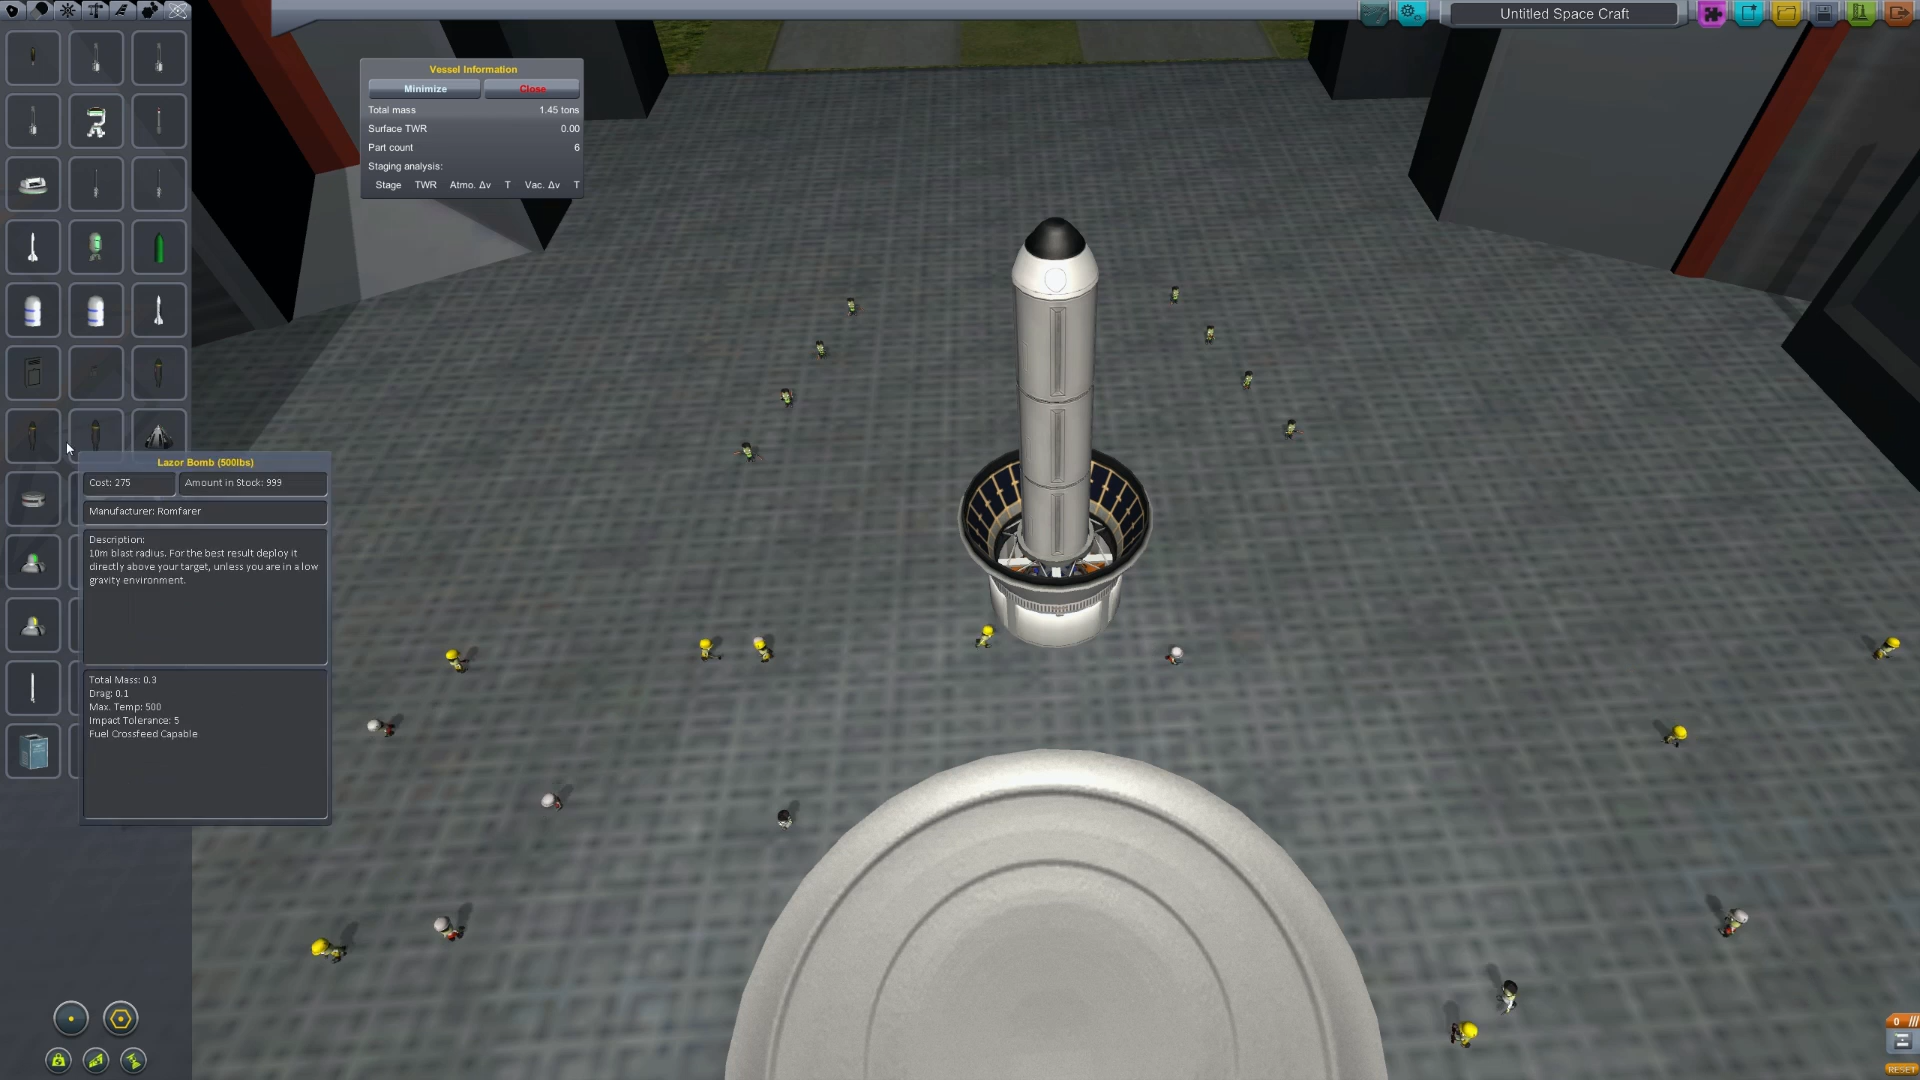 Untitled Space Craft
Vessel Information
Minimize Close
Total mass 1.45 tons
Surface TWR 0.00
Part count 6
Staging analysis:
Stage TWR Atmo. Δv T Vac. Δv T
Lazor Bomb (500lbs)
Cost: 275 Amount in Stock: 999
Manufacturer: Romfarer
Description:
10m blast radius. For the best result deploy it
directly above your target, unless you are in a low
gravity environment.
Total Mass: 0.3
Drag: 0.1
Max. Temp: 500
Impact Tolerance: 5
Fuel Crossfeed Capable
0
RESET